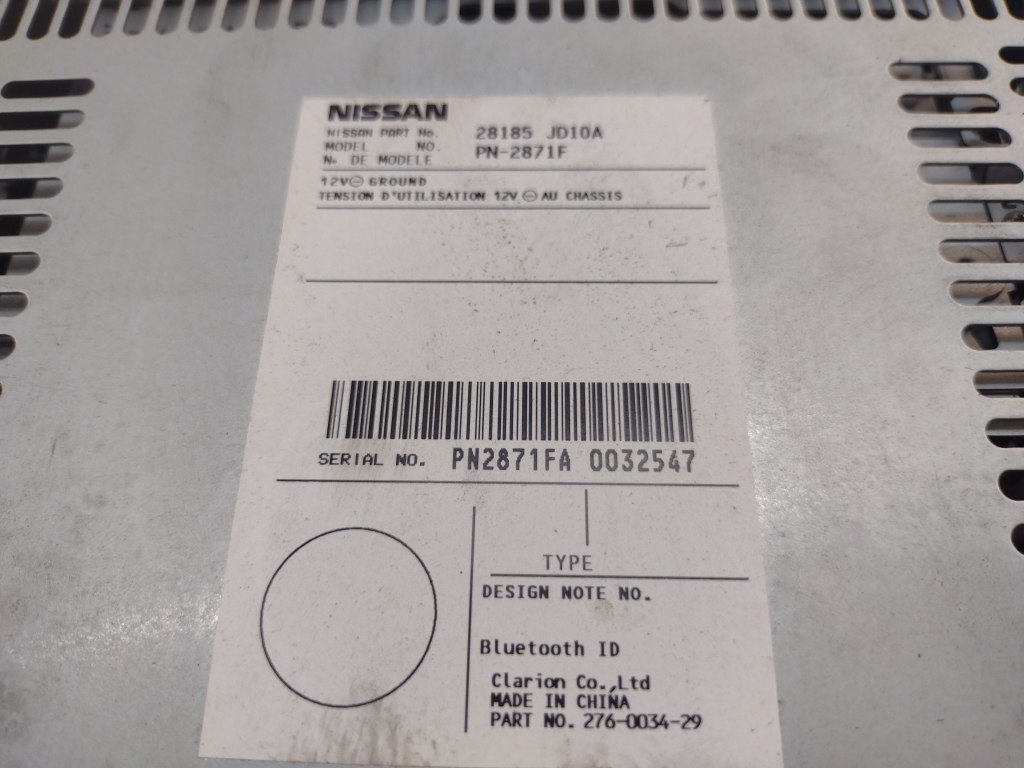 NISSAN
NISSAN PART No. 28185 JD10A
MODEL NO. PN-2871F
N° DE MODELE
12V⊖ GROUND
TENSION D'UTILISATION 12V ⊖ AU CHASSIS
SERIAL NO. PN2871FA 0032547
TYPE
DESIGN NOTE NO.
Bluetooth ID
Clarion Co.,Ltd
MADE IN CHINA
PART NO. 276-0034-29